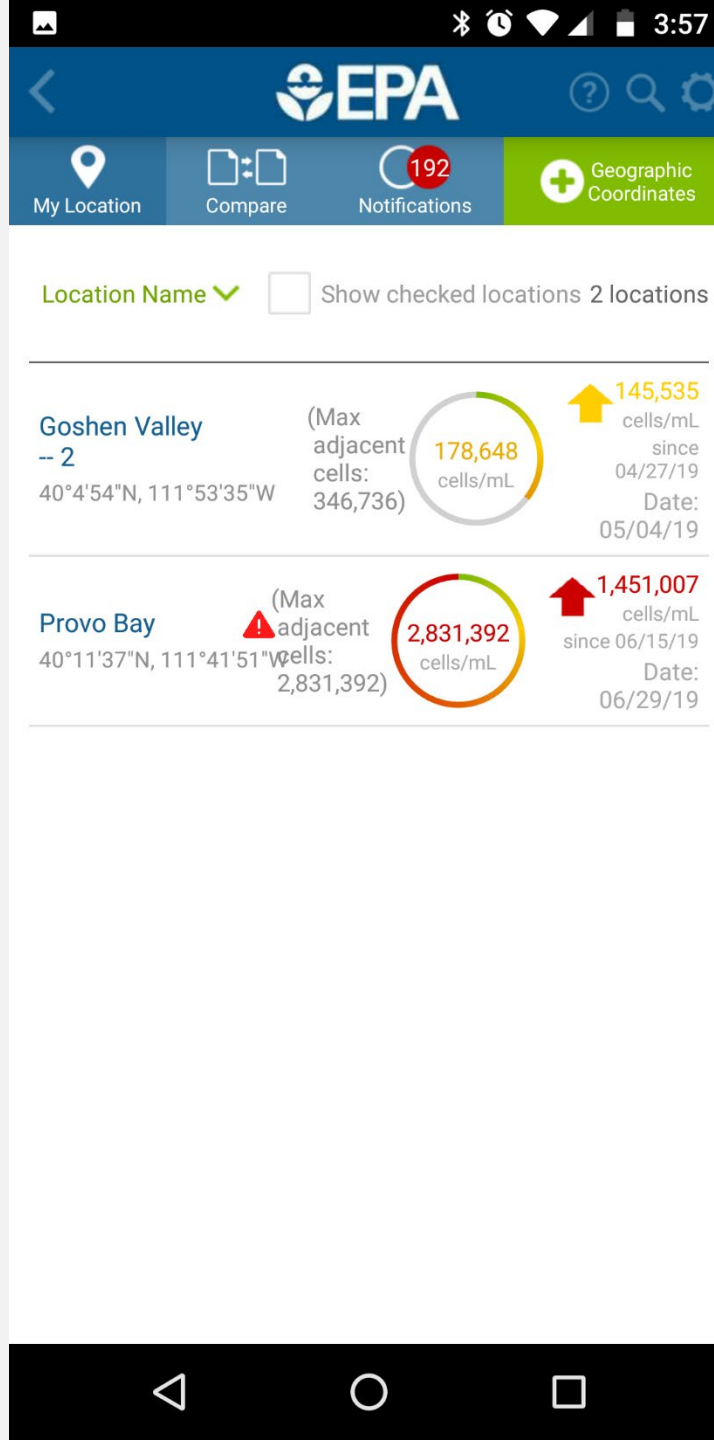 3:57
EPA
My Location
Compare
192
Notifications
Geographic
Coordinates
Location Name
Show checked locations
2 locations
Goshen Valley
-- 2
40°4'54"N, 111°53'35"W
(Max
adjacent
cells:
346,736)
178,648
cells/mL
145,535
cells/mL
since
04/27/19
Date:
05/04/19
Provo Bay
40°11'37"N, 111°41'51"W
(Max
adjacent
cells:
2,831,392)
2,831,392
cells/mL
1,451,007
cells/mL
since 06/15/19
Date:
06/29/19